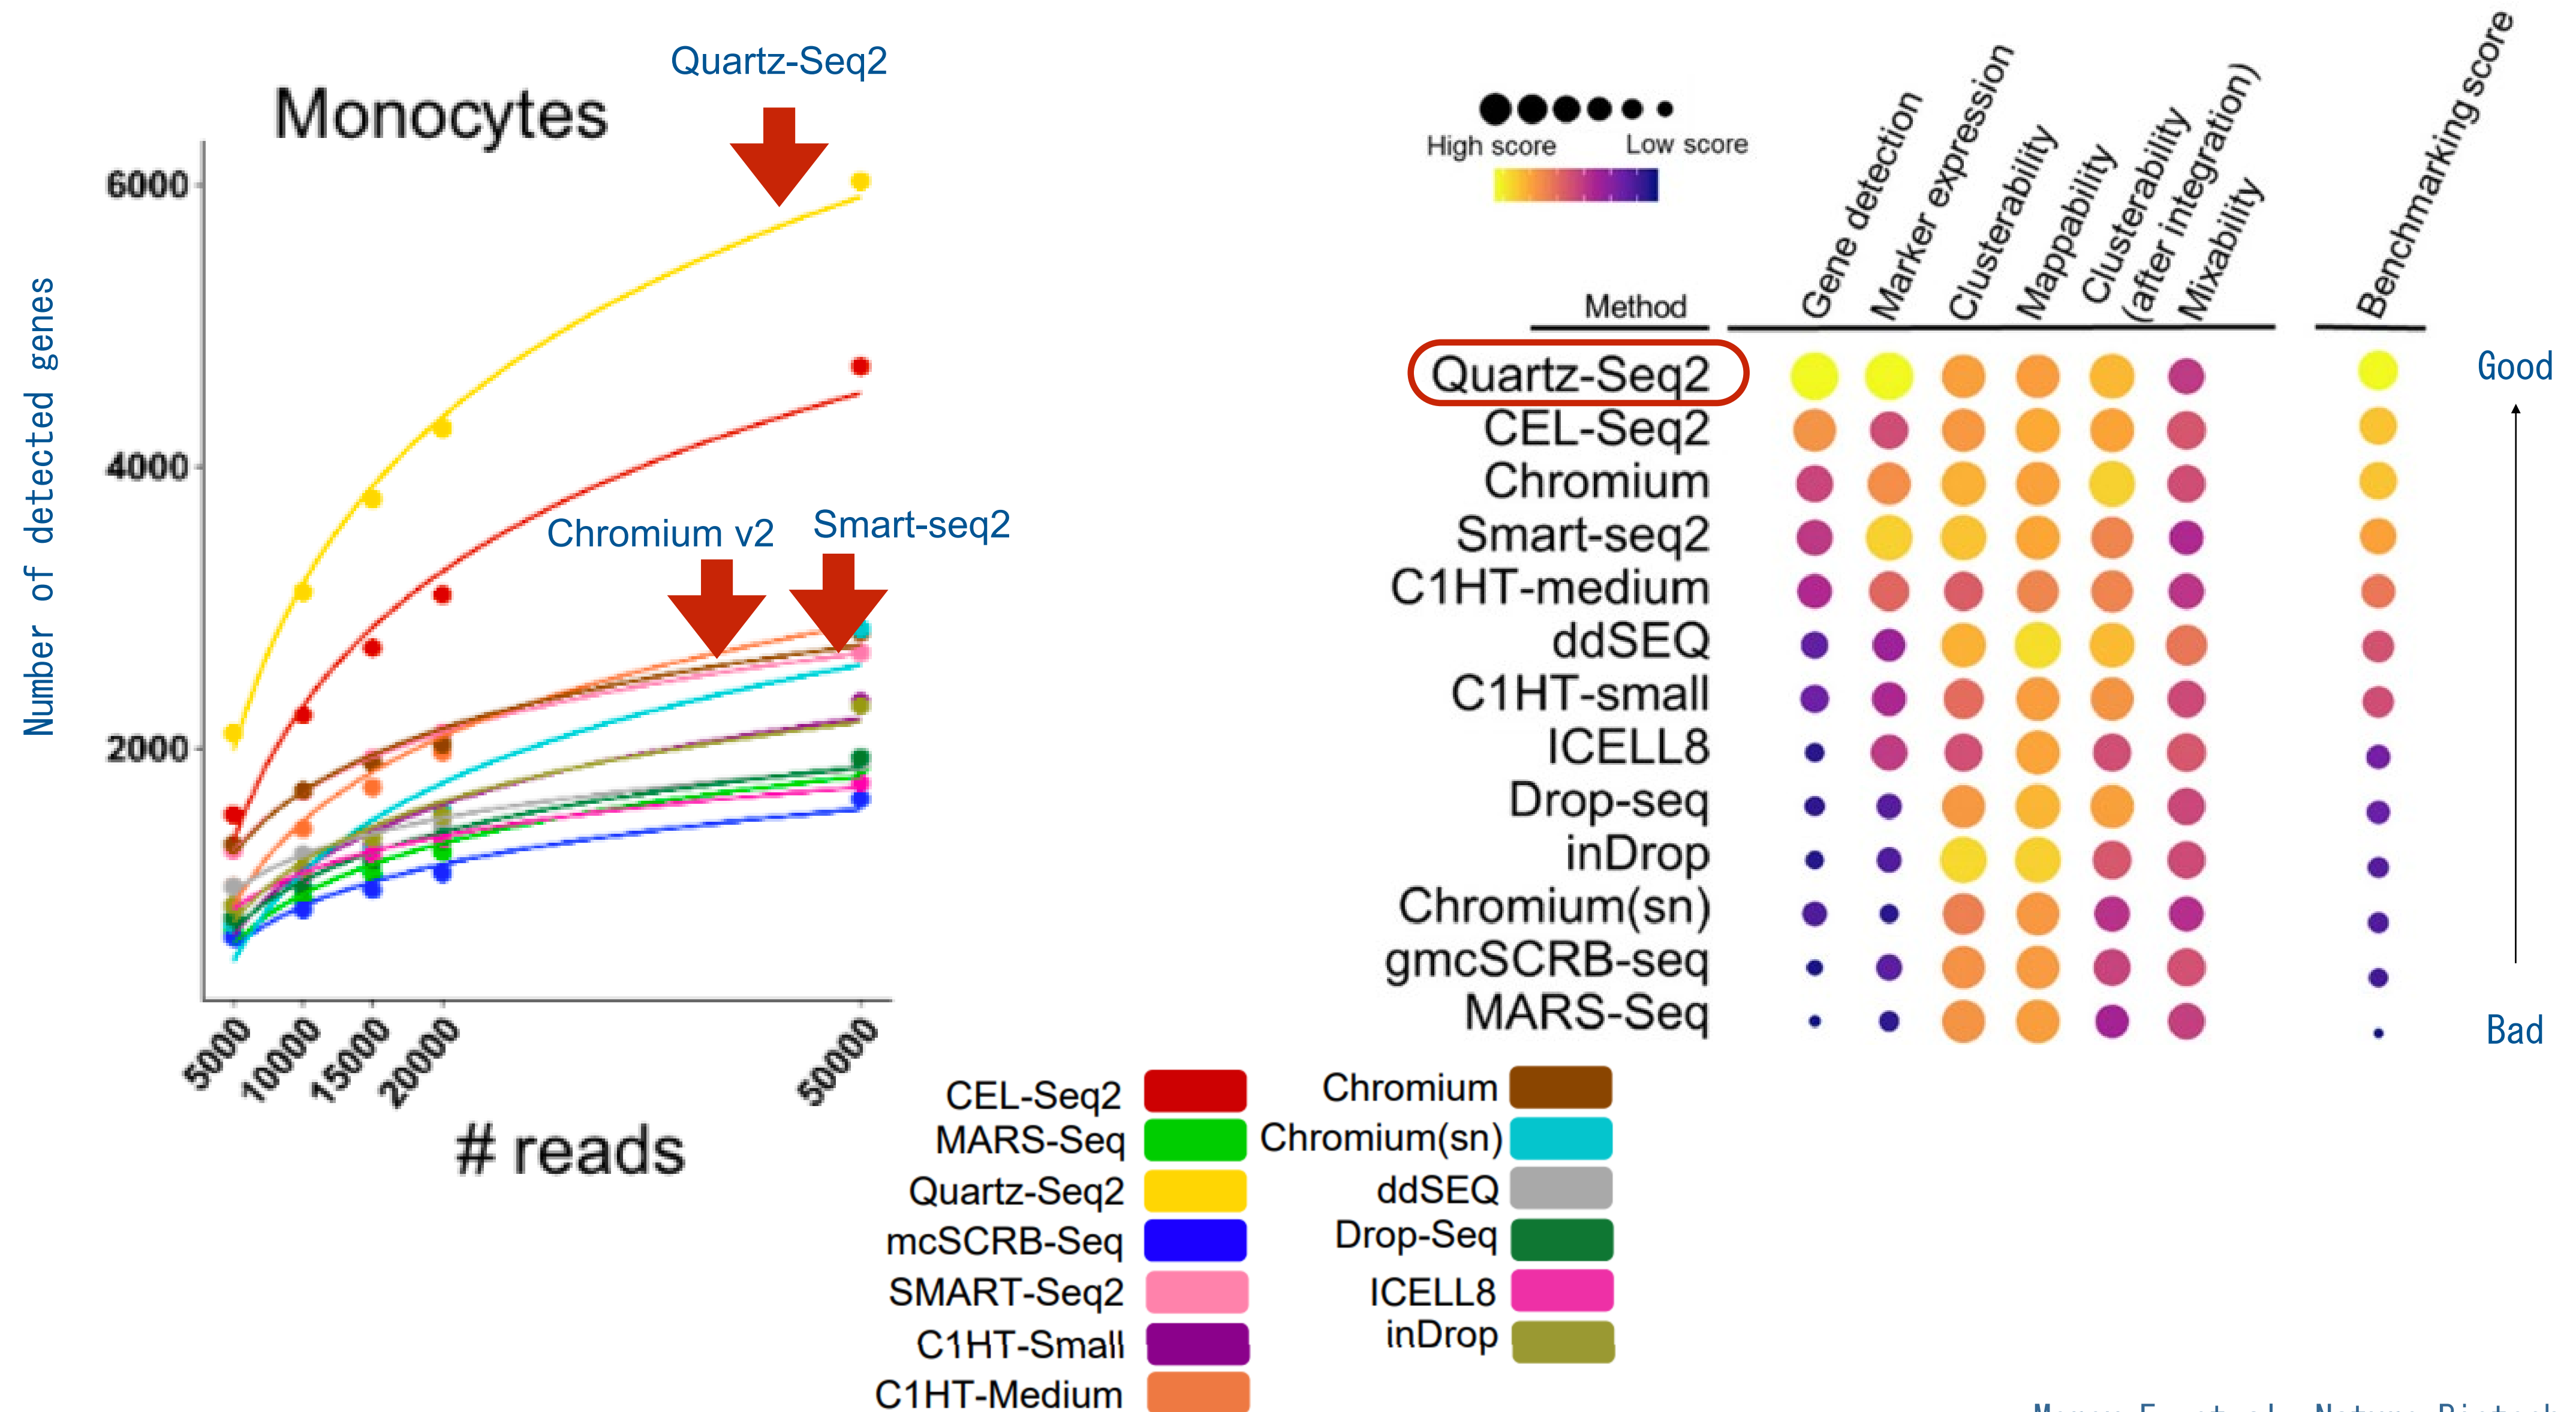 Quartz-Seq2
Monocytes
6000
4000
2000
Number of detected genes
Chromium v2
Smart-seq2
5000
10000
15000
20000
50000
# reads
High score
Low score
Method
Gene detection
Marker expression
Clusterability
Mappability
Clusterability
(after integration)
Mixability
Benchmarking score
Quartz-Seq2
CEL-Seq2
Chromium
Smart-seq2
C1HT-medium
ddSEQ
C1HT-small
ICELL8
Drop-seq
inDrop
Chromium(sn)
gmcSCRB-seq
MARS-Seq
Good
Bad
CEL-Seq2
MARS-Seq
Quartz-Seq2
mcSCRB-Seq
SMART-Seq2
C1HT-Small
C1HT-Medium
Chromium
Chromium(sn)
ddSEQ
Drop-Seq
ICELL8
inDrop